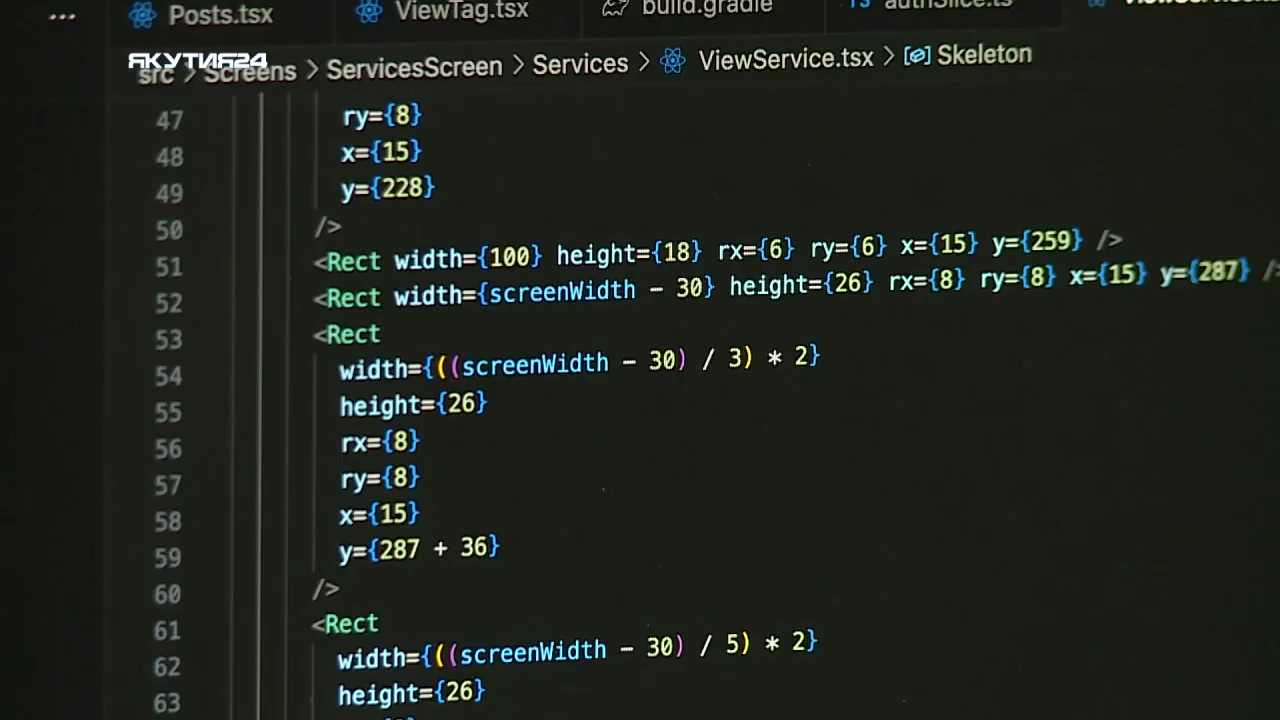 ... Posts.tsx ViewTag.tsx build.gradle TS authSlice.ts
ЯКУТИЯ24
src > Screens > ServicesScreen > Services > ViewService.tsx > Skeleton
47 ry={8}
48 x={15}
49 y={228}
50 />
51 <Rect width={100} height={18} rx={6} ry={6} x={15} y={259} />
52 <Rect width={screenWidth - 30} height={26} rx={8} ry={8} x={15} y={287} />
53 <Rect
54 width={((screenWidth - 30) / 3) * 2}
55 height={26}
56 rx={8}
57 ry={8}
58 x={15}
59 y={287 + 36}
60 />
61 <Rect
62 width={((screenWidth - 30) / 5) * 2}
63 height={26}